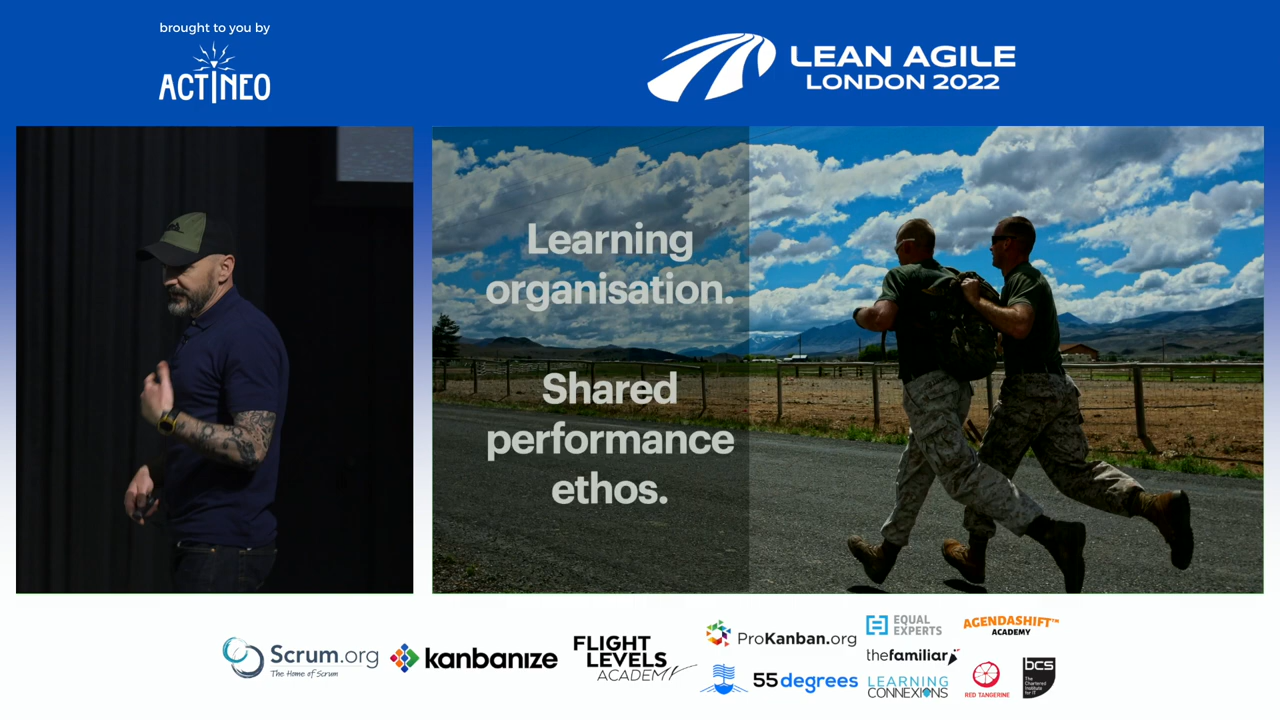 brought to you by
ACTINEO
LEAN AGILE
LONDON 2022
Learning
organisation.
Shared
performance
ethos.
Scrum.org
The Home of Scrum
kanbanize
FLIGHT
LEVELS
ACADEMY
ProKanban.org
55degrees
EQUAL
EXPERTS
thefamiliar
LEARNING
CONNEXIONS
AGENDASHIFT™
ACADEMY
RED TANGERINE
bcs
The
Chartered
Institute
for IT